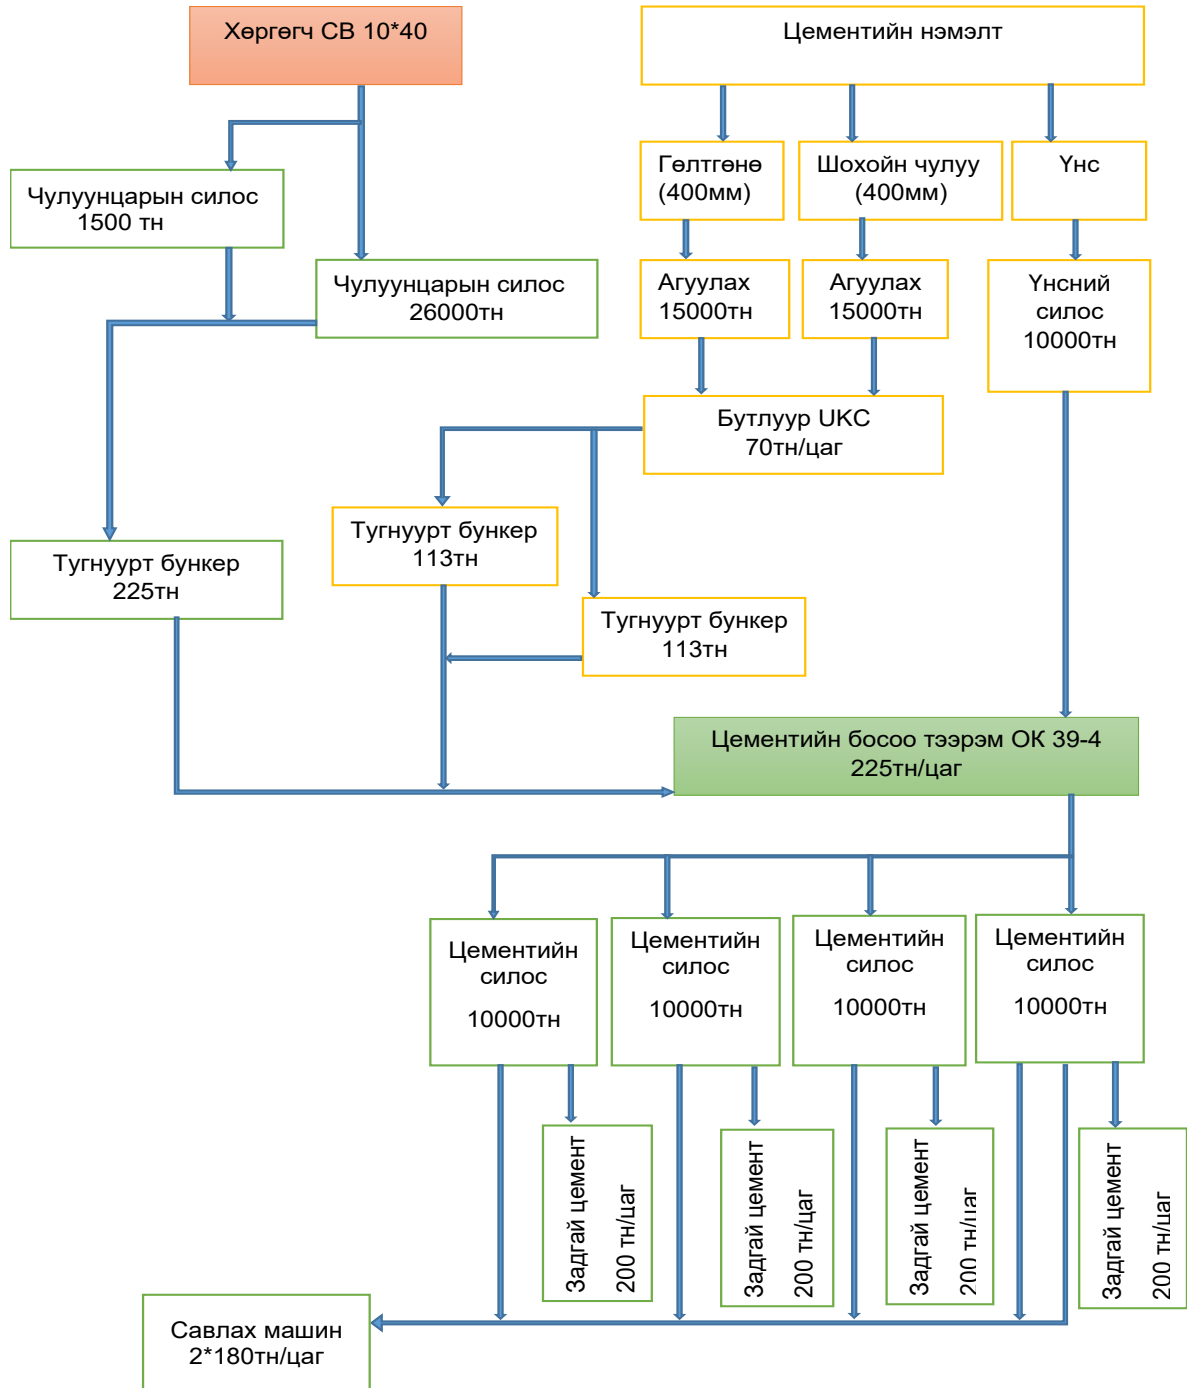 Хөргөгч СВ 10*40
Цементийн нэмэлт
Гөлтгөнө
(400мм)
Шохойн чулуу
(400мм)
Үнс
Чулуунцарын силос
1500 тн
Чулуунцарын силос
26000тн
Агуулах
15000тн
Агуулах
15000тн
Үнсний
силос
10000тн
Бутлуур UKC
70тн/цаг
Тугнуурт бункер
113тн
Тугнуурт бункер
225тн
Тугнуурт бункер
113тн
Цементийн босоо тээрэм ОК 39-4
225тн/цаг
Цементийн
силос
10000тн
Цементийн
силос
10000тн
Цементийн
силос
10000тн
Цементийн
силос
10000тн
Задгай цемент
200 тн/цаг
Задгай цемент
200 тн/цаг
Задгай цемент
200 тн/цаг
Задгай цемент
200 тн/цаг
Савлах машин
2*180тн/цаг